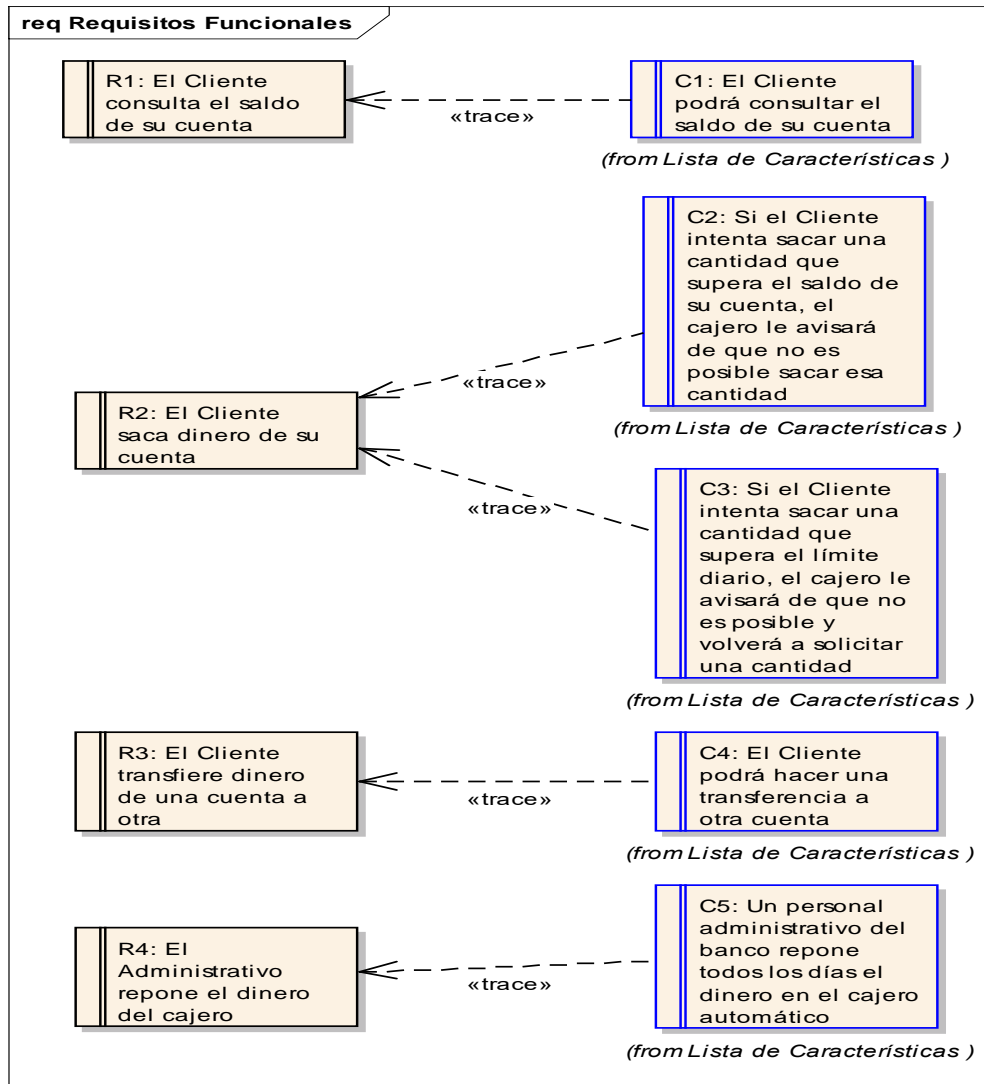 req Requisitos Funcionales
R1: El Cliente
consulta el saldo
de su cuenta
«trace»
C1: El Cliente
podrá consultar el
saldo de su cuenta
(from Lista de Características )
C2: Si el Cliente
intenta sacar una
cantidad que
supera el saldo de
su cuenta, el
cajero le avisará
de que no es
posible sacar esa
cantidad
(from Lista de Características )
«trace»
R2: El Cliente
saca dinero de su
cuenta
«trace»
C3: Si el Cliente
intenta sacar una
cantidad que
supera el límite
diario, el cajero le
avisará de que no
es posible y
volverá a solicitar
una cantidad
(from Lista de Características )
R3: El Cliente
transfiere dinero
de una cuenta a
otra
«trace»
C4: El Cliente
podrá hacer una
transferencia a
otra cuenta
(from Lista de Características )
R4: El
Administrativo
repone el dinero
del cajero
«trace»
C5: Un personal
administrativo del
banco repone
todos los días el
dinero en el cajero
automático
(from Lista de Características )